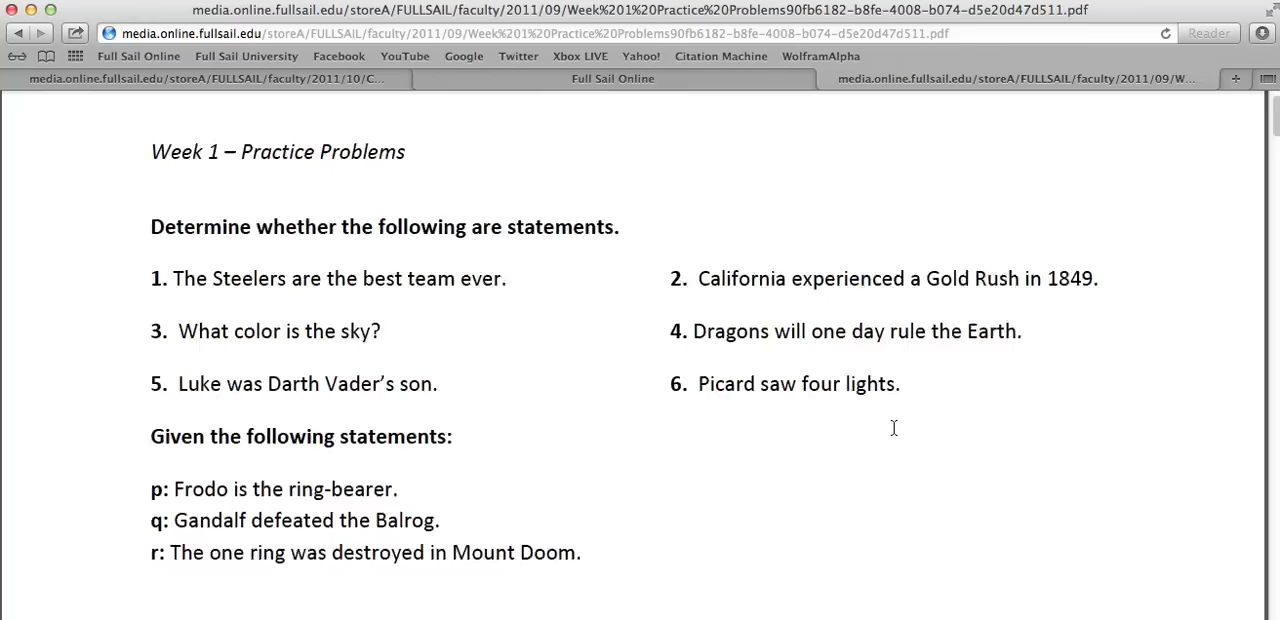 media.online.fullsail.edu/storeA/FULLSAIL/faculty/2011/09/Week%201%20Practice%20Problems90fb6182-b8fe-4008-b074-d5e20d47d511.pdf
media.online.fullsail.edu/storeA/FULLSAIL/faculty/2011/09/Week%201%20Practice%20Problems90fb6182-b8fe-4008-b074-d5e20d47d511.pdf Reader
Full Sail Online Full Sail University Facebook YouTube Google Twitter Xbox LIVE Yahoo! Citation Machine WolframAlpha
media.online.fullsail.edu/storeA/FULLSAIL/faculty/2011/10/C... Full Sail Online media.online.fullsail.edu/storeA/FULLSAIL/faculty/2011/09/W...
Week 1 – Practice Problems
Determine whether the following are statements.
1. The Steelers are the best team ever. 2. California experienced a Gold Rush in 1849.
3. What color is the sky? 4. Dragons will one day rule the Earth.
5. Luke was Darth Vader’s son. 6. Picard saw four lights.
Given the following statements:
p: Frodo is the ring-bearer.
q: Gandalf defeated the Balrog.
r: The one ring was destroyed in Mount Doom.